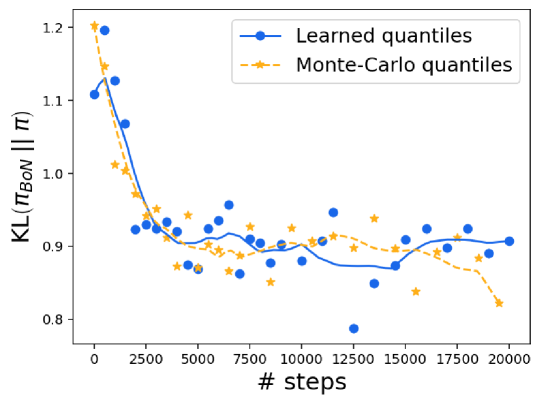 Learned quantiles
Monte-Carlo quantiles
KL(π_BoN || π)
1.2
1.1
1.0
0.9
0.8
0 2500 5000 7500 10000 12500 15000 17500 20000
# steps